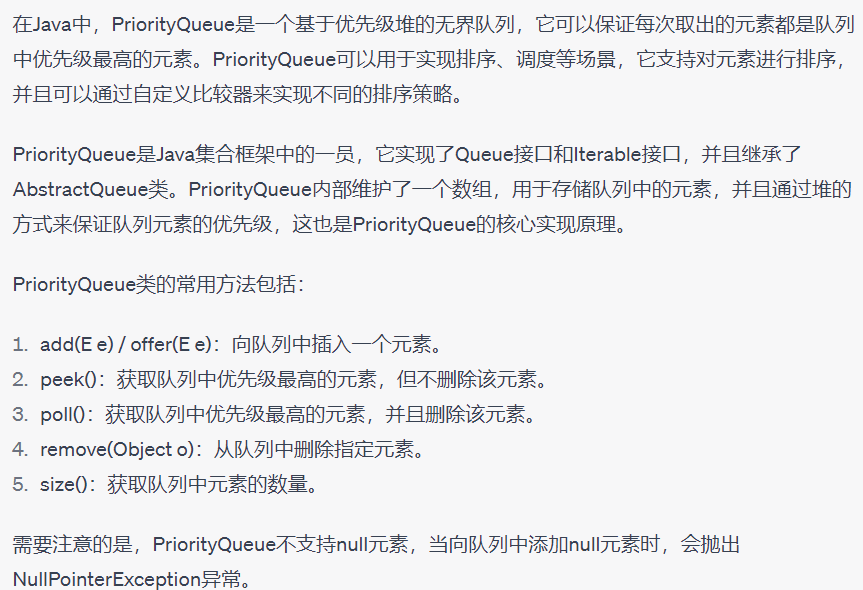 在Java中，PriorityQueue是一个基于优先级堆的无界队列，它可以保证每次取出的元素都是队列
中优先级最高的元素。PriorityQueue可以用于实现排序、调度等场景，它支持对元素进行排序，
并且可以通过自定义比较器来实现不同的排序策略。
PriorityQueue是Java集合框架中的一员，它实现了Queue接口和Iterable接口，并且继承了
AbstractQueue类。PriorityQueue内部维护了一个数组，用于存储队列中的元素，并且通过堆的
方式来保证队列元素的优先级，这也是PriorityQueue的核心实现原理。
PriorityQueue类的常用方法包括：
1. add(E e) / offer(E e)：向队列中插入一个元素。
2. peek()：获取队列中优先级最高的元素，但不删除该元素。
3. poll()：获取队列中优先级最高的元素，并且删除该元素。
4. remove(Object o)：从队列中删除指定元素。
5. size()：获取队列中元素的数量。
需要注意的是，PriorityQueue不支持null元素，当向队列中添加null元素时，会抛出
NullPointerException异常。